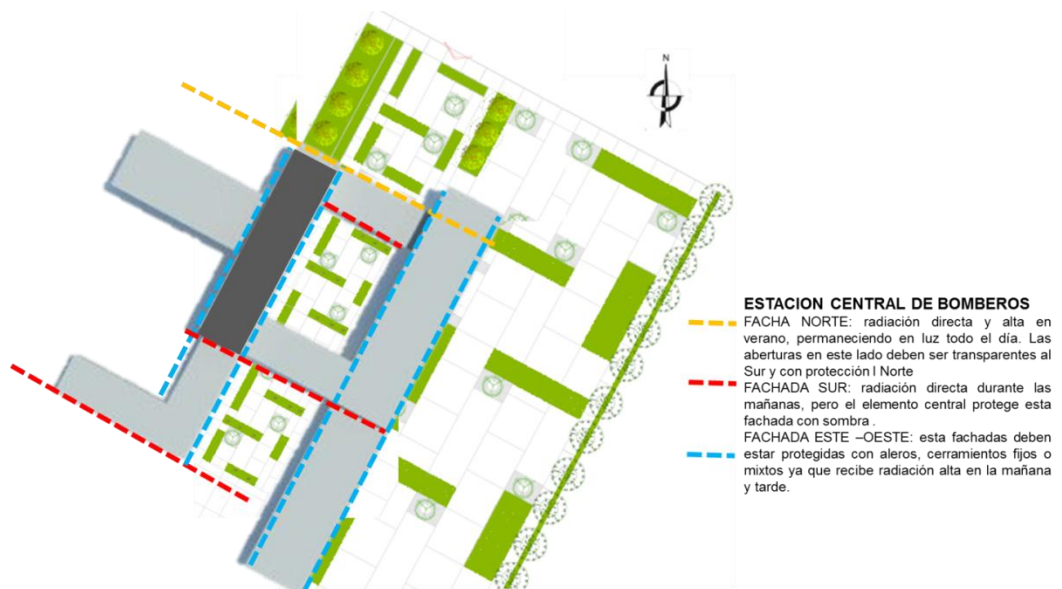 N
ESTACION CENTRAL DE BOMBEROS
FACHA NORTE: radiación directa y alta en
verano, permaneciendo en luz todo el día. Las
aberturas en este lado deben ser transparentes al
Sur y con protección l Norte
FACHADA SUR: radiación directa durante las
mañanas, pero el elemento central protege esta
fachada con sombra .
FACHADA ESTE –OESTE: esta fachadas deben
estar protegidas con aleros, cerramientos fijos o
mixtos ya que recibe radiación alta en la mañana
y tarde.